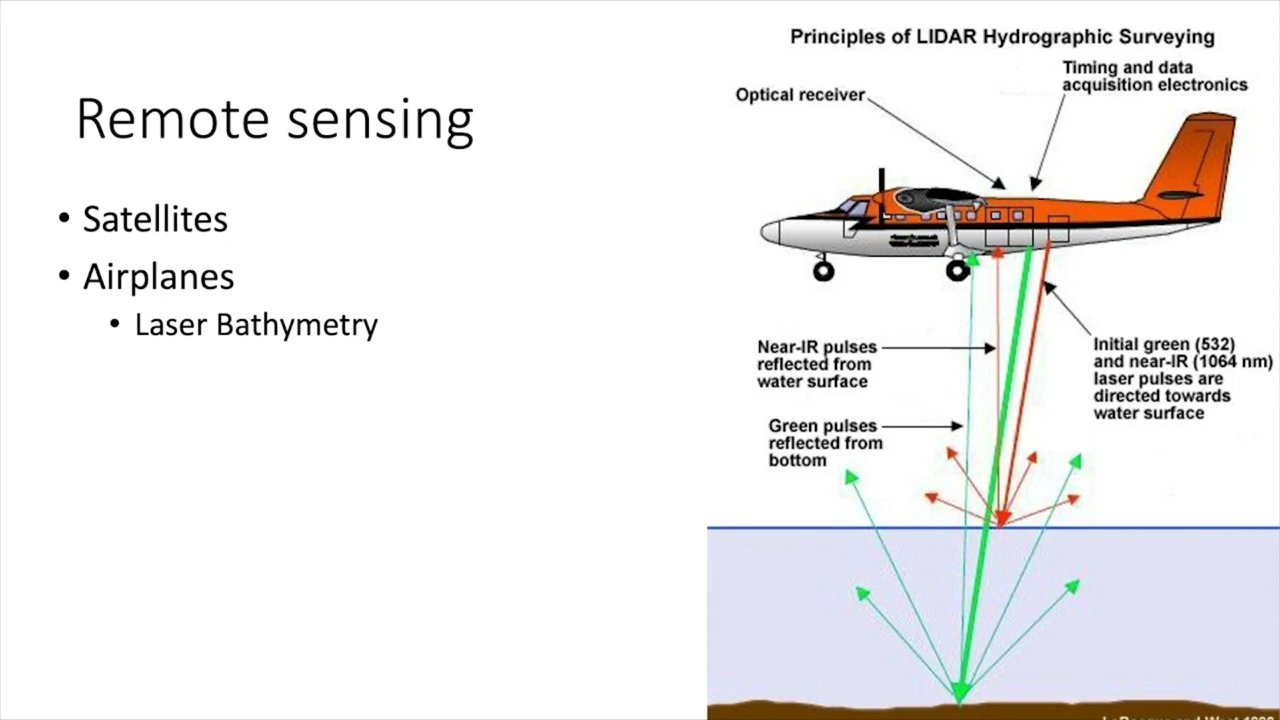 Principles of LIDAR Hydrographic Surveying
Remote sensing
• Satellites
• Airplanes
• Laser Bathymetry
Timing and data
acquisition electronics
Optical receiver
Near-IR pulses
reflected from
water surface
Initial green (532)
and near-IR (1064 nm)
laser pulses are
directed towards
water surface
Green pulses
reflected from
bottom